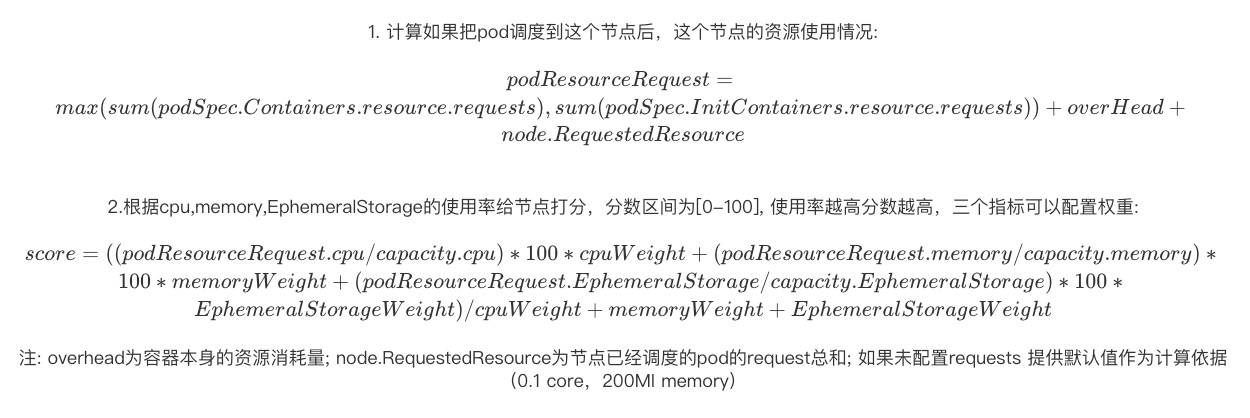 1. 计算如果把pod调度到这个节点后，这个节点的资源使用情况:
podResourceRequest =
max(sum(podSpec.Containers.resource.requests), sum(podSpec.InitContainers.resource.requests)) + overHead +
node.RequestedResource
2.根据cpu,memory,EphemeralStorage的使用率给节点打分，分数区间为[0-100], 使用率越高分数越高，三个指标可以配置权重:
score = ((podResourceRequest.cpu/capacity.cpu) * 100 * cpuWeight + (podResourceRequest.memory/capacity.memory) *
100 * memoryWeight + (podResourceRequest.EphemeralStorage/capacity.EphemeralStorage) * 100 *
EphemeralStorageWeight)/cpuWeight + memoryWeight + EphemeralStorageWeight
注: overhead为容器本身的资源消耗量; node.RequestedResource为节点已经调度的pod的request总和; 如果未配置requests 提供默认值作为计算依据
（0.1 core，200MI memory）